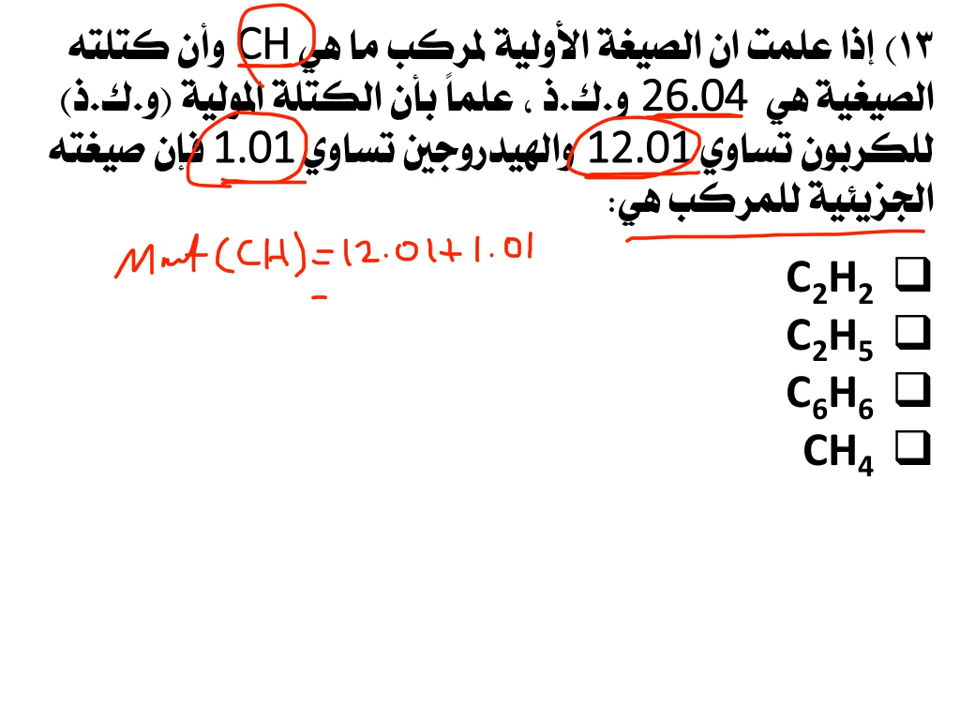 ١٣) إذا علمت ان الصيغة الأولية لمركب ما هي CH وأن كتلته
الصيغية هي 26.04 و.ك.ذ ، علماً بأن الكتلة المولية (و.ك.ذ)
للكربون تساوي 12.01 والهيدروجين تساوي 1.01 فإن صيغته
الجزيئية للمركب هي:
(CH) = 12.01 + 1.01
=
❑ C₂H₂
❑ C₂H₅
❑ C₆H₆
❑ CH₄